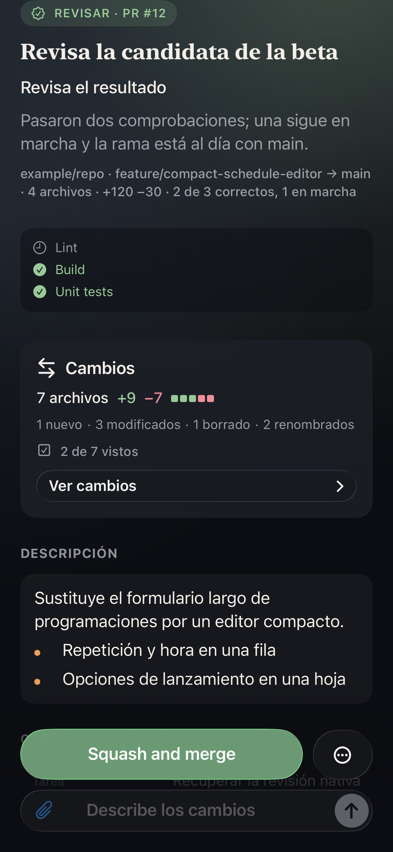 REVISAR · PR #12
Revisa la candidata de la beta
Revisa el resultado
Pasaron dos comprobaciones; una sigue en
marcha y la rama está al día con main.
example/repo · feature/compact-schedule-editor → main
· 4 archivos · +120 −30 · 2 de 3 correctos, 1 en marcha
Lint
Build
Unit tests
Cambios
7 archivos +9 −7
1 nuevo · 3 modificados · 1 borrado · 2 renombrados
2 de 7 vistos
Ver cambios
DESCRIPCIÓN
Sustituye el formulario largo de
programaciones por un editor compacto.
• Repetición y hora en una fila
• Opciones de lanzamiento en una hoja
Squash and merge
Tarea Recuperar la revisión nativa
Describe los cambios